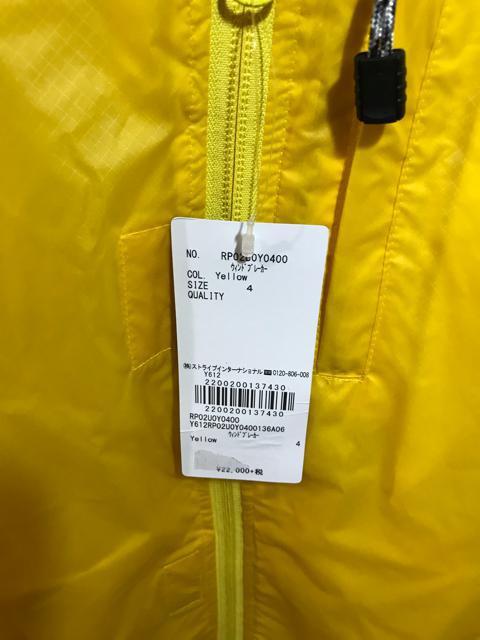 NO. RP02U0Y0400
ウィンドブレーカー
COL. Yellow
SIZE 4
QUALITY
㈱ストライプインターナショナル 0120-806-008
Y612
2200200137430
2200200137430
RP02U0Y0400
Y612RP02U0Y0400136A06
ウィンドブレーカー
Yellow 4
¥22,000+税